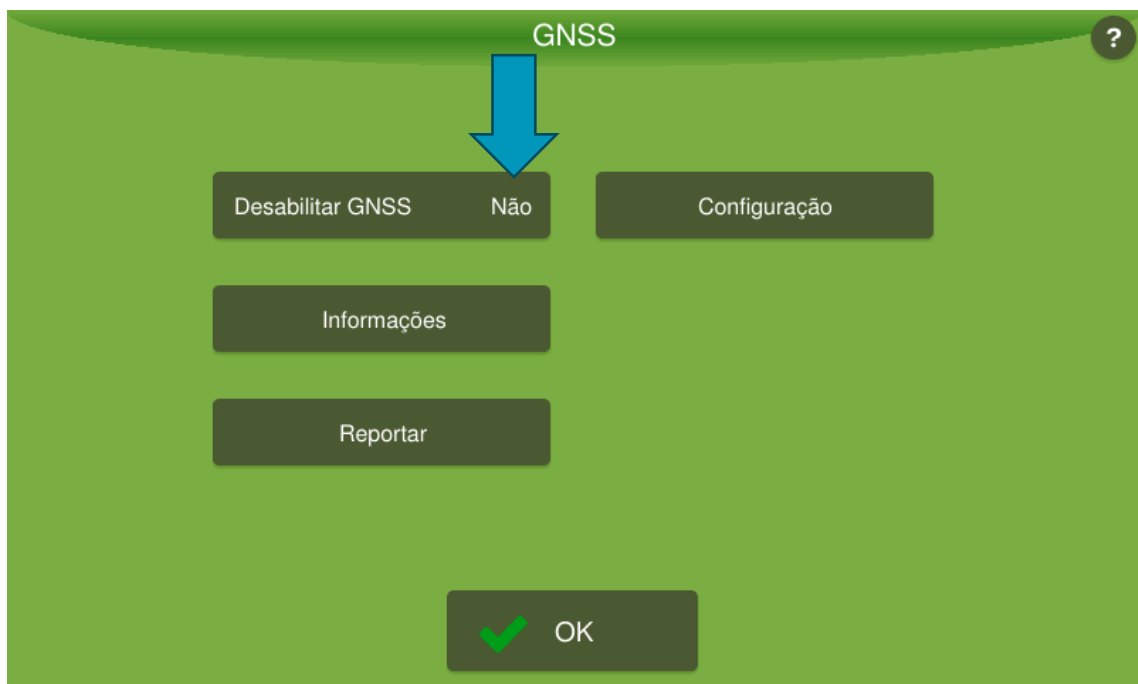 GNSS
?
Desabilitar GNSS Não
Configuração
Informações
Reportar
OK